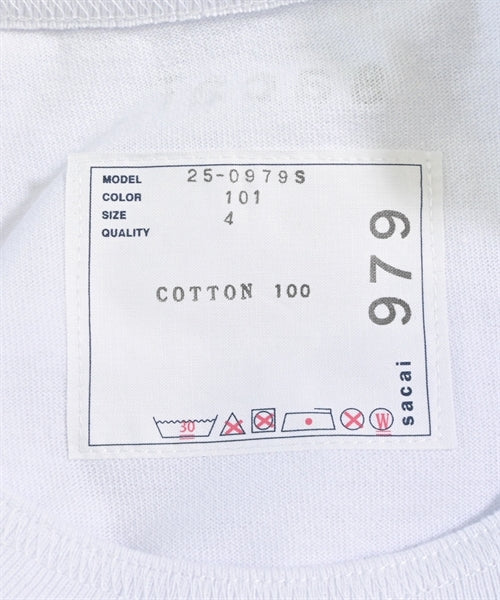 MODEL 25-0979S
COLOR 101
SIZE 4
QUALITY
COTTON 100
979
sacai
30
W